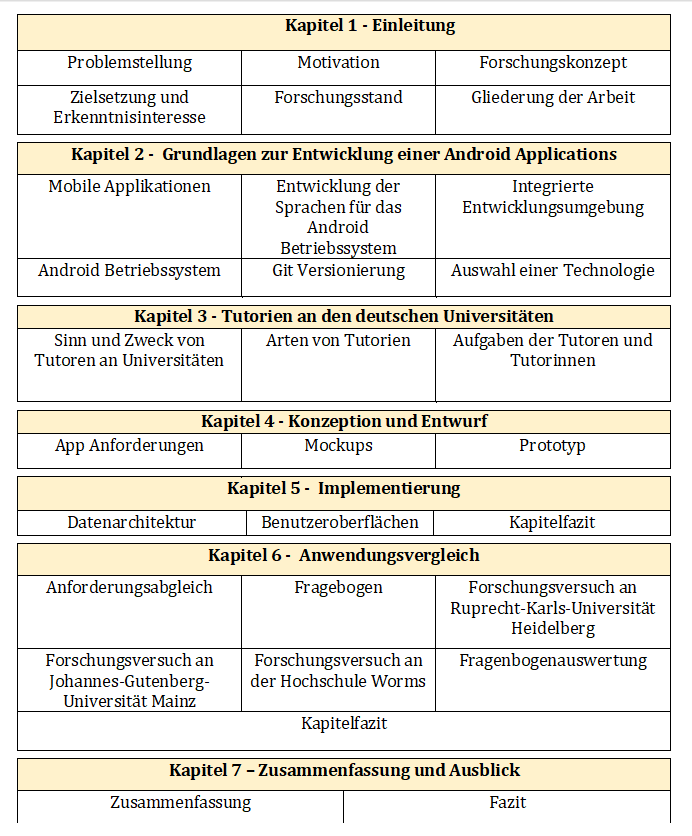 Kapitel 1 - Einleitung
Problemstellung
Motivation
Forschungskonzept
Zielsetzung und
Erkenntnisinteresse
Forschungsstand
Gliederung der Arbeit
Kapitel 2 - Grundlagen zur Entwicklung einer Android Applications
Mobile Applikationen
Entwicklung der
Sprachen für das
Android
Betriebssystem
Integrierte
Entwicklungsumgebung
Android Betriebssystem
Git Versionierung
Auswahl einer Technologie
Kapitel 3 - Tutorien an den deutschen Universitäten
Sinn und Zweck von
Tutoren an Universitäten
Arten von Tutorien
Aufgaben der Tutoren und
Tutorinnen
Kapitel 4 - Konzeption und Entwurf
App Anforderungen
Mockups
Prototyp
Kapitel 5 - Implementierung
Datenarchitektur
Benutzeroberflächen
Kapitelfazit
Kapitel 6 - Anwendungsvergleich
Anforderungsabgleich
Fragebogen
Forschungsversuch an
Ruprecht-Karls-Universität
Heidelberg
Forschungsversuch an
Johannes-Gutenberg-
Universität Mainz
Forschungsversuch an
der Hochschule Worms
Fragenbogenauswertung
Kapitelfazit
Kapitel 7 – Zusammenfassung und Ausblick
Zusammenfassung
Fazit